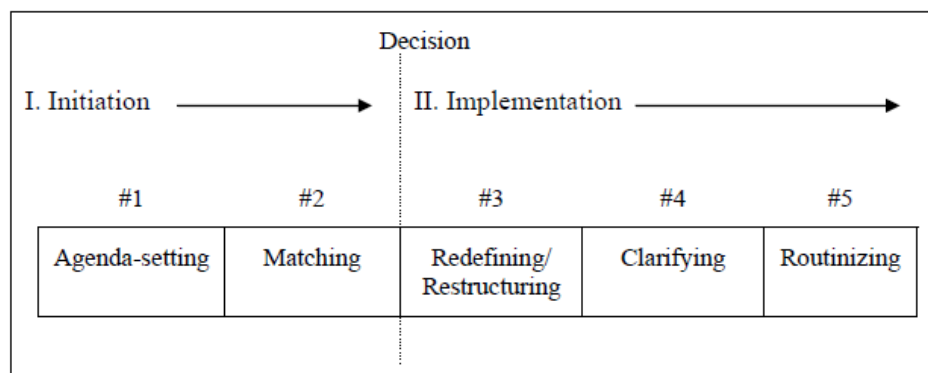 Decision
I. Initiation
II. Implementation
#1
#2
#3
#4
#5
Agenda-setting
Matching
Redefining/
Restructuring
Clarifying
Routinizing